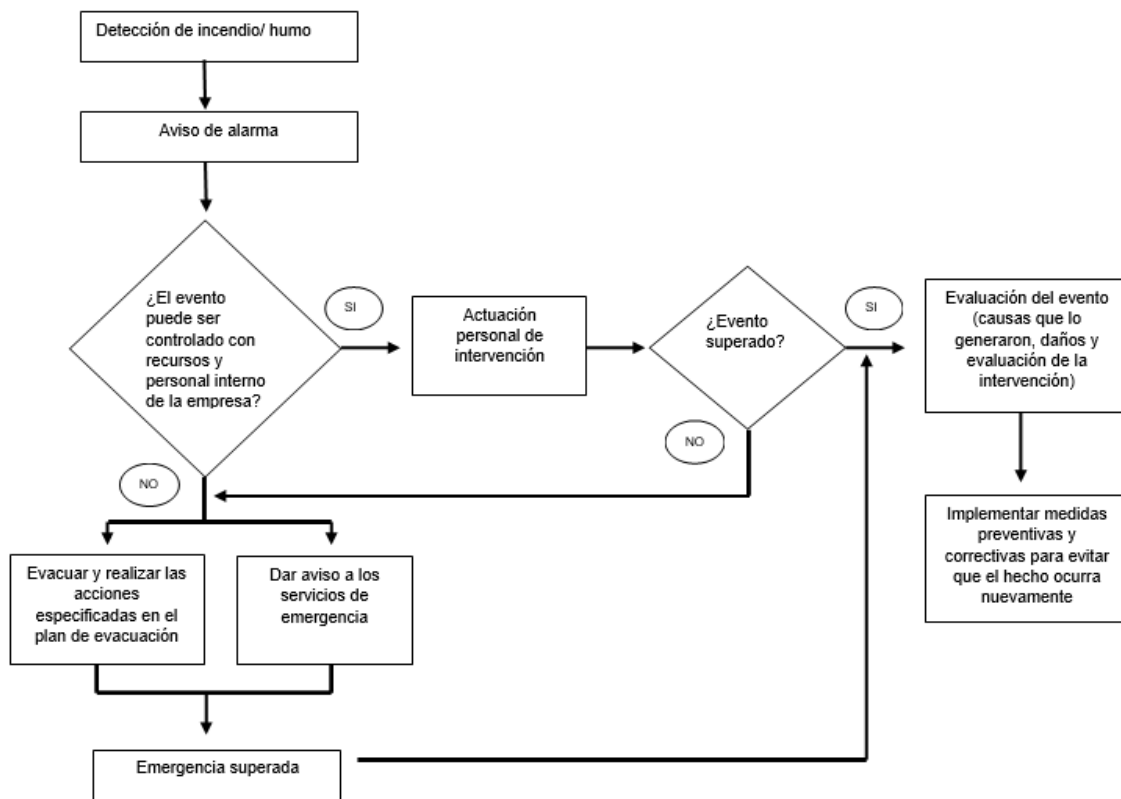 Detección de incendio/ humo
Aviso de alarma
¿El evento
puede ser
controlado con
recursos y
personal interno
de la empresa?
SI
Actuación
personal de
intervención
¿Evento
superado?
SI
Evaluación del evento
(causas que lo
generaron, daños y
evaluación de la
intervención)
NO
NO
Implementar medidas
preventivas y
correctivas para evitar
que el hecho ocurra
nuevamente
Evacuar y realizar las
acciones
especificadas en el
plan de evacuación
Dar aviso a los
servicios de
emergencia
Emergencia superada